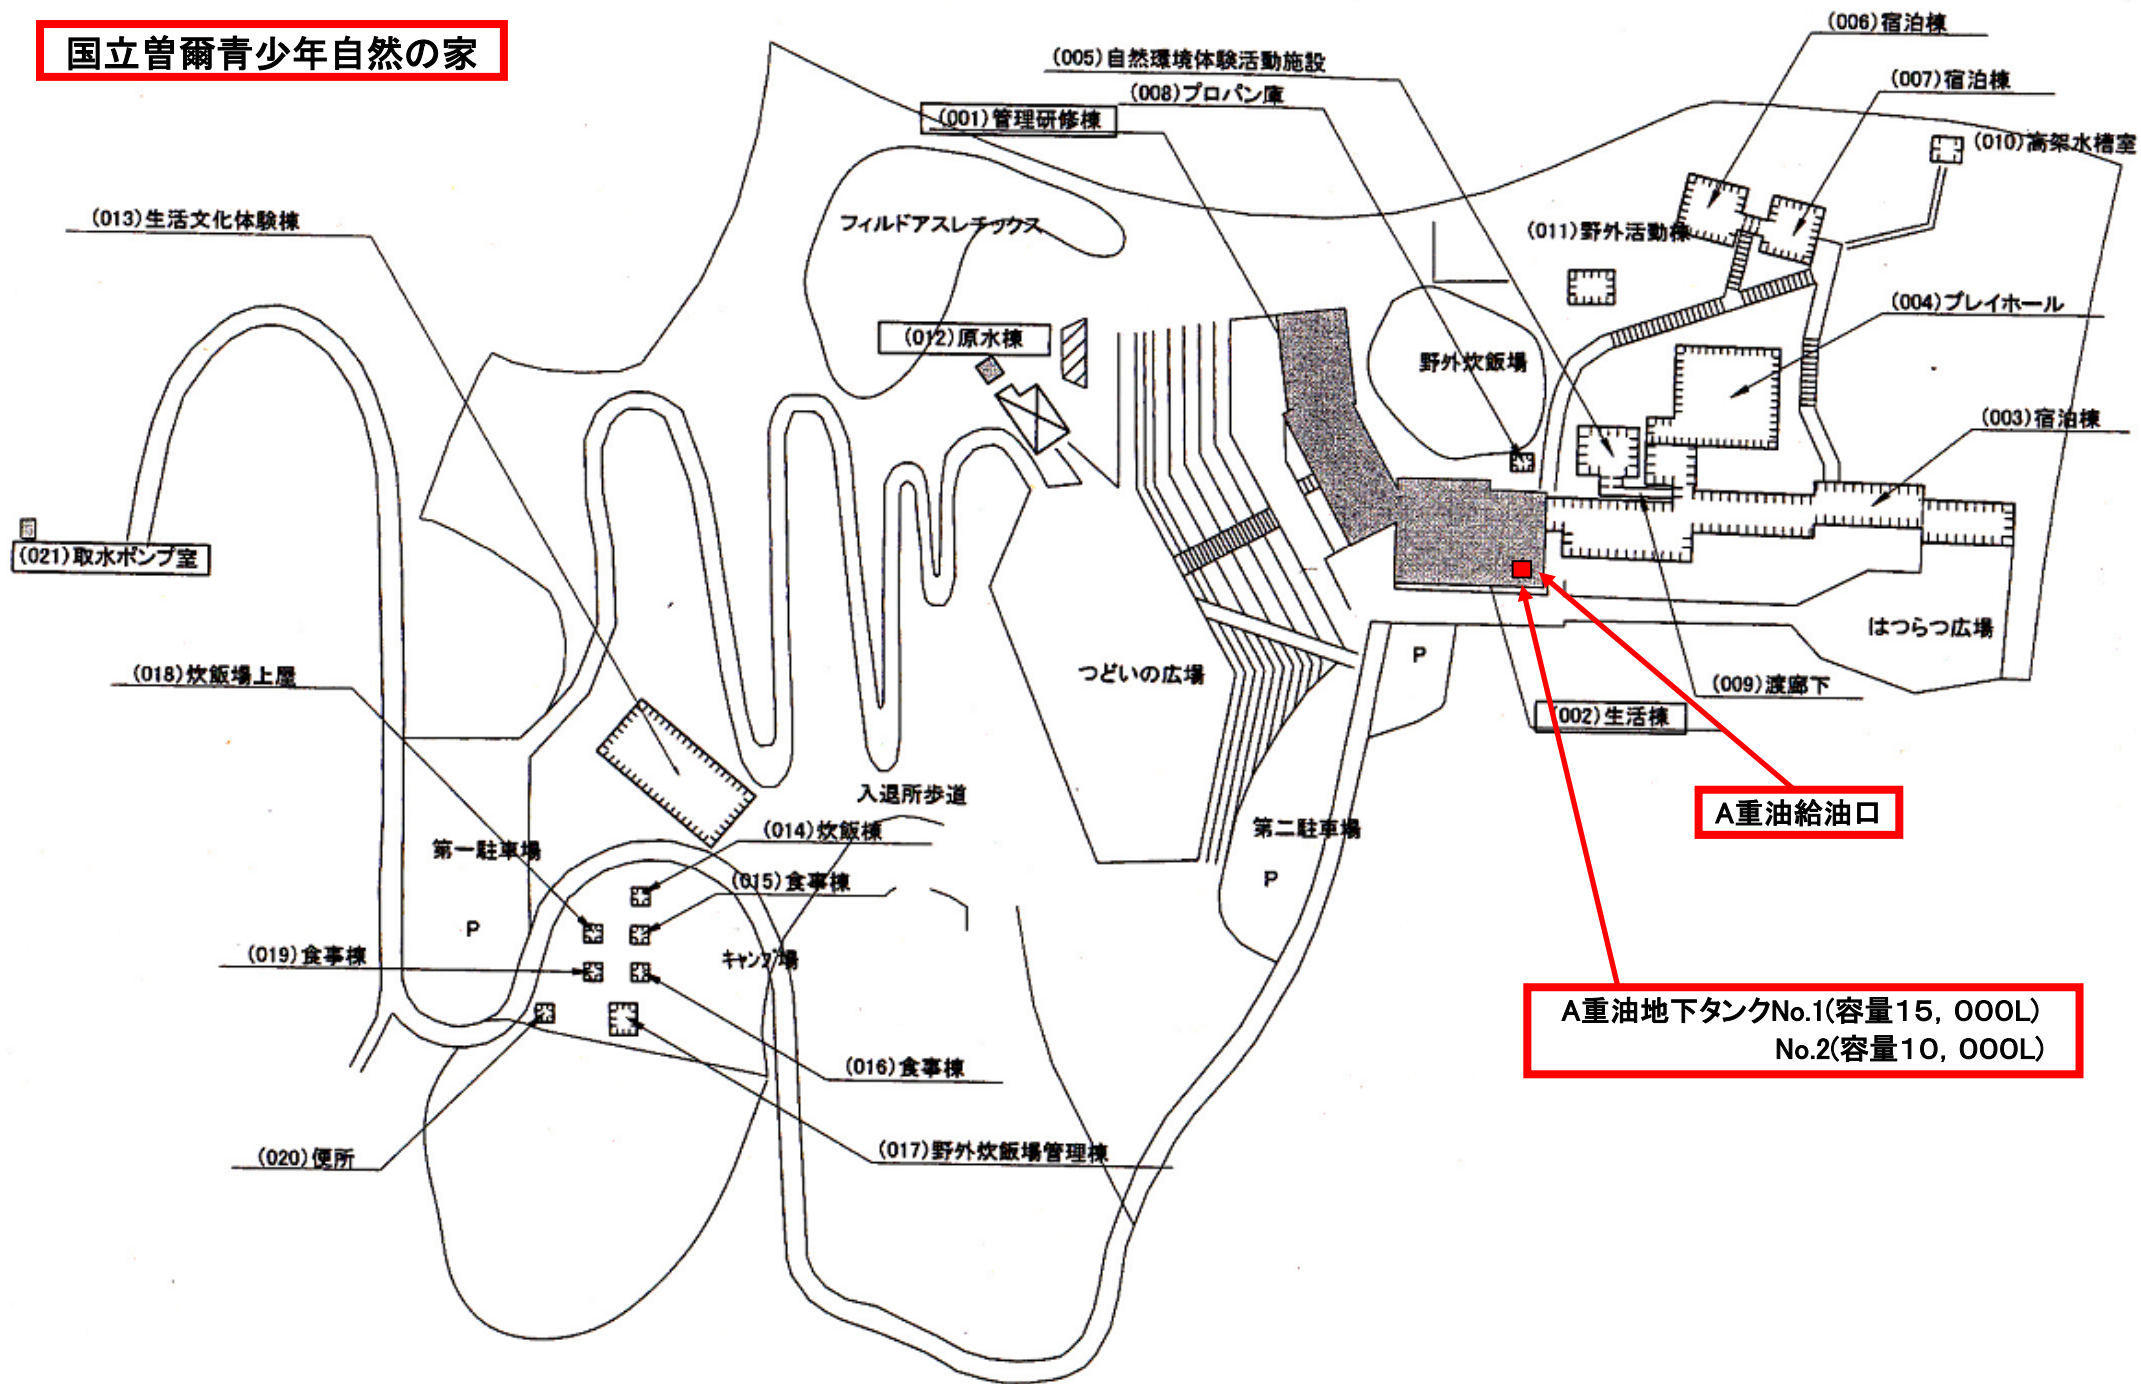 国立曽爾青少年自然の家
(006)宿泊棟
(005)自然環境体験活動施設
(007)宿泊棟
(008)プロパン庫
(001)管理研修棟
(010)高架水槽室
(013)生活文化体験棟
フィルドアスレチックス
(011)野外活動棟
(004)プレイホール
(012)原水棟
野外炊飯場
(003)宿泊棟
(021)取水ポンプ室
はつらつ広場
P
(018)炊飯場上屋
つどいの広場
(009)渡廊下
(002)生活棟
入退所歩道
A重油給油口
(014)炊飯棟
第二駐車場
第一駐車場
(015)食事棟
P
P
(019)食事棟
キャンプ場
A重油地下タンクNo.1(容量15，000L)
No.2(容量10，000L)
(016)食事棟
(020)便所
(017)野外炊飯場管理棟